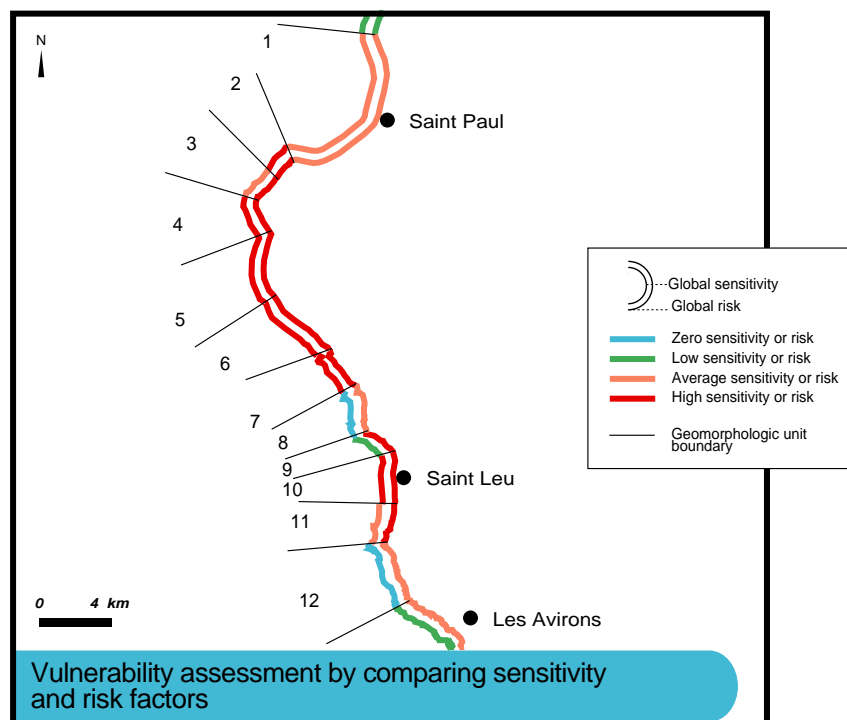 N
1
2
Saint Paul
3
4
5
6
7
8
9
10
Saint Leu
11
12
Les Avirons
0 4 km
Global sensitivity
Global risk
Zero sensitivity or risk
Low sensitivity or risk
Average sensitivity or risk
High sensitivity or risk
Geomorphologic unit
boundary
Vulnerability assessment by comparing sensitivity
and risk factors